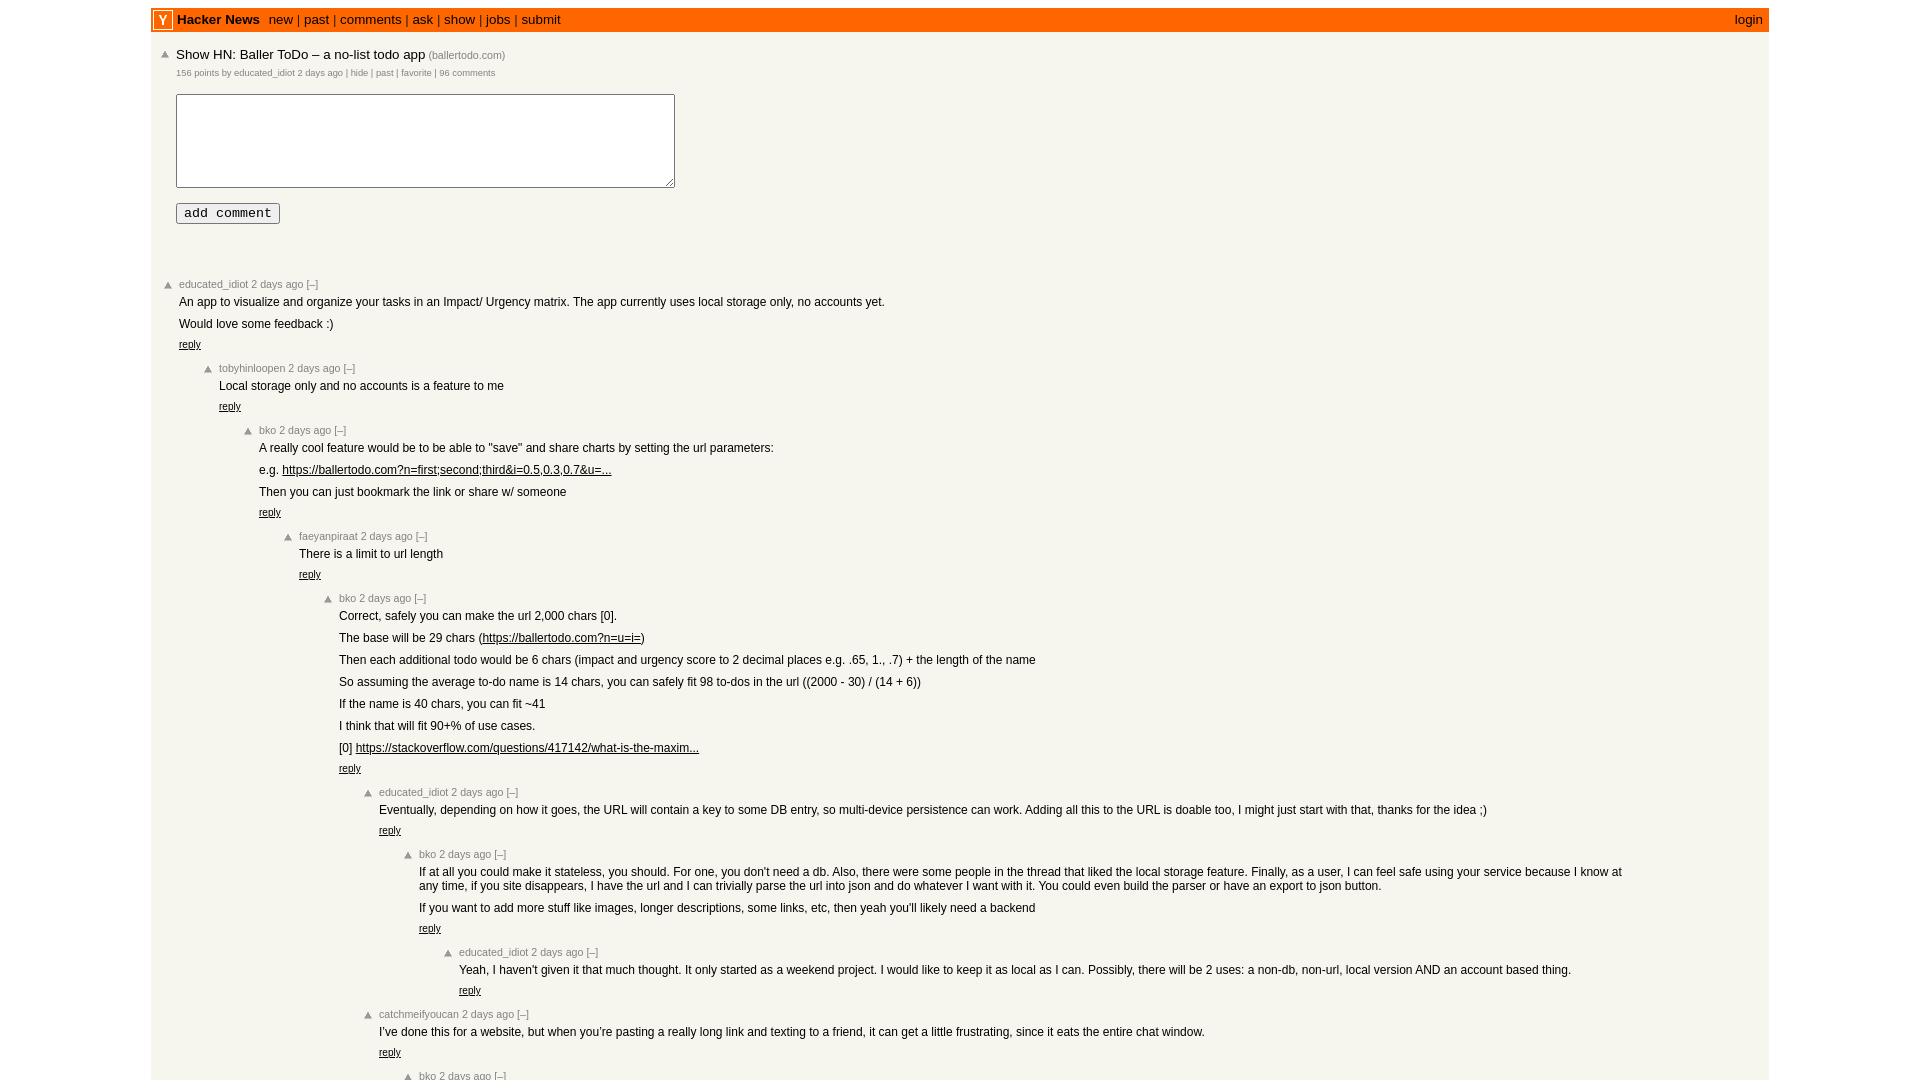 Y Hacker News new | past | comments | ask | show | jobs | submit login
Show HN: Baller ToDo – a no-list todo app (ballertodo.com)
156 points by educated_idiot 2 days ago | hide | past | favorite | 96 comments
add comment
educated_idiot 2 days ago [–]
An app to visualize and organize your tasks in an Impact/ Urgency matrix. The app currently uses local storage only, no accounts yet.
Would love some feedback :)
reply
tobyhinloopen 2 days ago [–]
Local storage only and no accounts is a feature to me
reply
bko 2 days ago [–]
A really cool feature would be to be able to "save" and share charts by setting the url parameters:
e.g. https://ballertodo.com?n=first;second;third&i=0.5,0.3,0.7&u=...
Then you can just bookmark the link or share w/ someone
reply
faeyanpiraat 2 days ago [–]
There is a limit to url length
reply
bko 2 days ago [–]
Correct, safely you can make the url 2,000 chars [0].
The base will be 29 chars (https://ballertodo.com?n=u=i=)
Then each additional todo would be 6 chars (impact and urgency score to 2 decimal places e.g. .65, 1., .7) + the length of the name
So assuming the average to-do name is 14 chars, you can safely fit 98 to-dos in the url ((2000 - 30) / (14 + 6))
If the name is 40 chars, you can fit ~41
I think that will fit 90+% of use cases.
[0] https://stackoverflow.com/questions/417142/what-is-the-maxim...
reply
educated_idiot 2 days ago [–]
Eventually, depending on how it goes, the URL will contain a key to some DB entry, so multi-device persistence can work. Adding all this to the URL is doable too, I might just start with that, thanks for the idea ;)
reply
bko 2 days ago [–]
If at all you could make it stateless, you should. For one, you don't need a db. Also, there were some people in the thread that liked the local storage feature. Finally, as a user, I can feel safe using your service because I know at
any time, if you site disappears, I have the url and I can trivially parse the url into json and do whatever I want with it. You could even build the parser or have an export to json button.
If you want to add more stuff like images, longer descriptions, some links, etc, then yeah you'll likely need a backend
reply
educated_idiot 2 days ago [–]
Yeah, I haven't given it that much thought. It only started as a weekend project. I would like to keep it as local as I can. Possibly, there will be 2 uses: a non-db, non-url, local version AND an account based thing.
reply
catchmeifyoucan 2 days ago [–]
I’ve done this for a website, but when you’re pasting a really long link and texting to a friend, it can get a little frustrating, since it eats the entire chat window.
reply
bko 2 days ago [–]